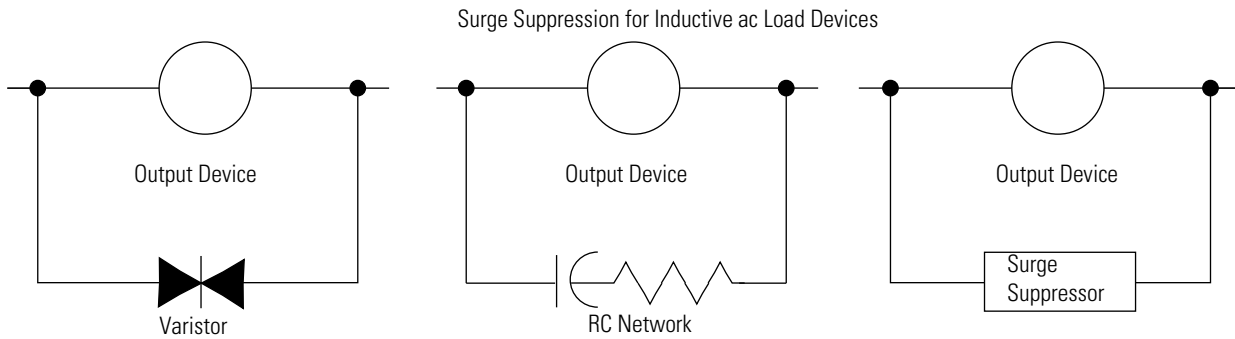 Surge Suppression for Inductive ac Load Devices
Output Device
Output Device
Output Device
Varistor
RC Network
Surge
Suppressor